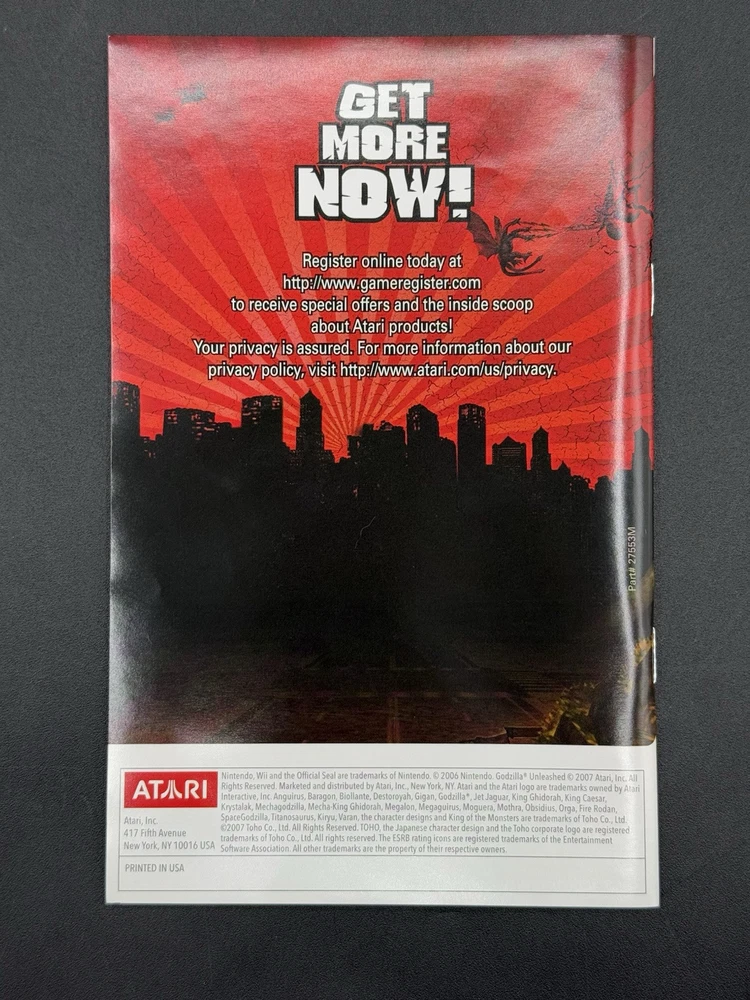 GET
MORE
NOW!
Register online today at
http://www.gameregister.com
to receive special offers and the inside scoop
about Atari products!
Your privacy is assured. For more information about our
privacy policy, visit http://www.atari.com/us/privacy.
Part# 27553M
ATARI
Atari, Inc.
417 Fifth Avenue
New York, NY 10016 USA
Nintendo, Wii and the Official Seal are trademarks of Nintendo. © 2006 Nintendo. Godzilla® Unleashed © 2007 Atari, Inc. All
Rights Reserved. Marketed and distributed by Atari, Inc., New York, NY. Atari and the Atari logo are trademarks owned by Atari
Interactive, Inc. Anguirus, Baragon, Biollante, Destoroyah, Gigan, Godzilla®, Jet Jaguar, King Ghidorah, King Caesar,
Krystalak, Mechagodzilla, Mecha-King Ghidorah, Megalon, Megaguirus, Moguera, Mothra, Obsidius, Orga, Fire Rodan,
SpaceGodzilla, Titanosaurus, Kiryu, Varan, the character designs and King of the Monsters are trademarks of Toho Co., Ltd.
©2007 Toho Co., Ltd. All Rights Reserved. TOHO, the Japanese character design and the Toho corporate logo are registered
trademarks of Toho Co., Ltd. All rights reserved. The ESRB rating icons are registered trademarks of the Entertainment
Software Association. All other trademarks are the property of their respective owners.
PRINTED IN USA